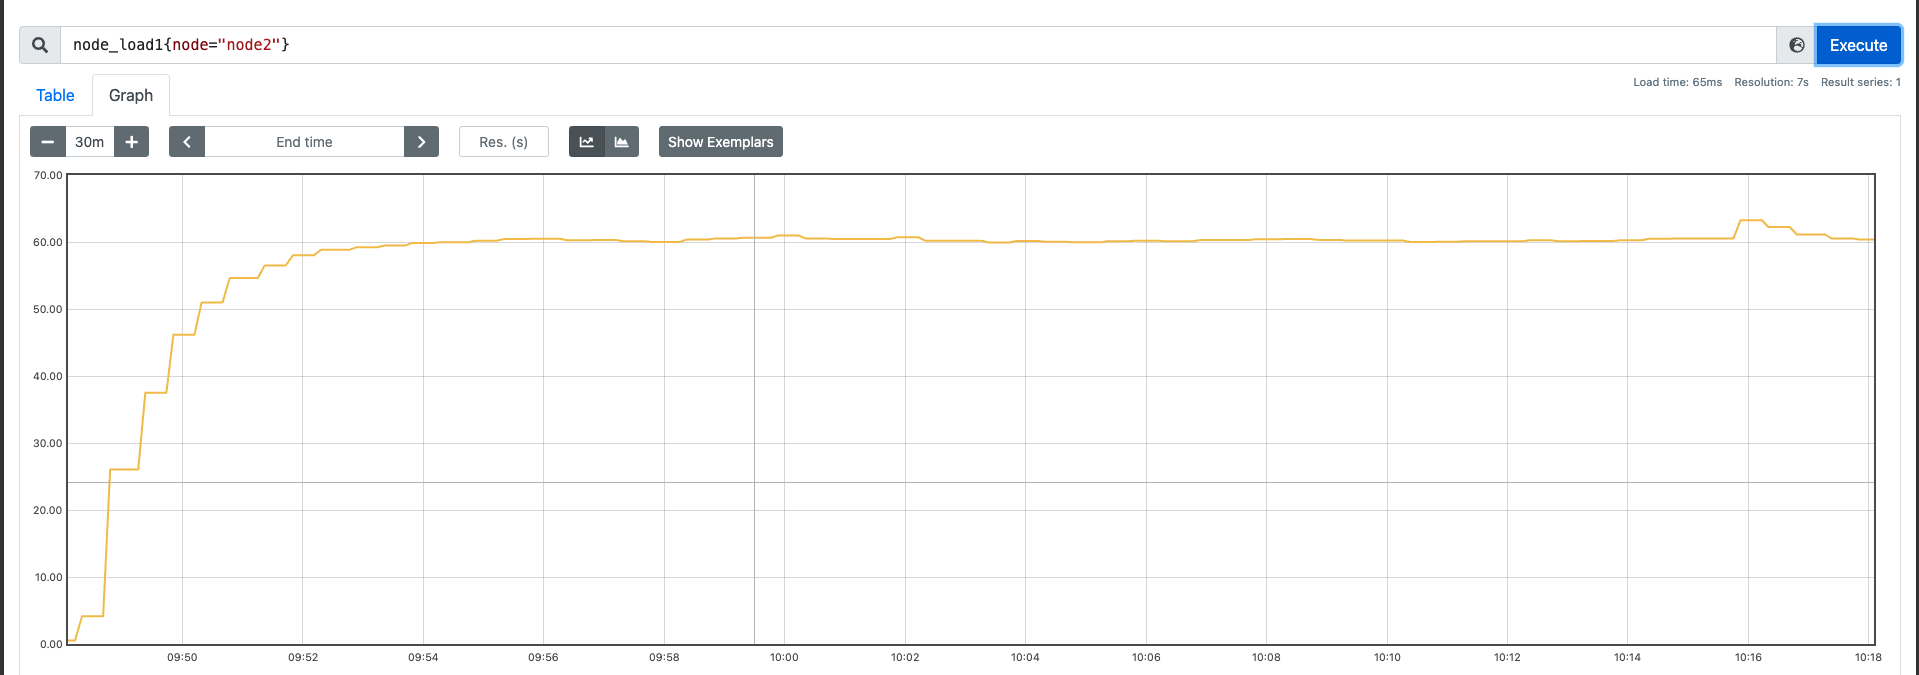 node_load1{node="node2"}
Execute
Load time: 65ms Resolution: 7s Result series: 1
Table
Graph
30m
End time
Res. (s)
Show Exemplars
70.00
60.00
50.00
40.00
30.00
20.00
10.00
0.00
09:50 09:52 09:54 09:56 09:58 10:00 10:02 10:04 10:06 10:08 10:10 10:12 10:14 10:16 10:18